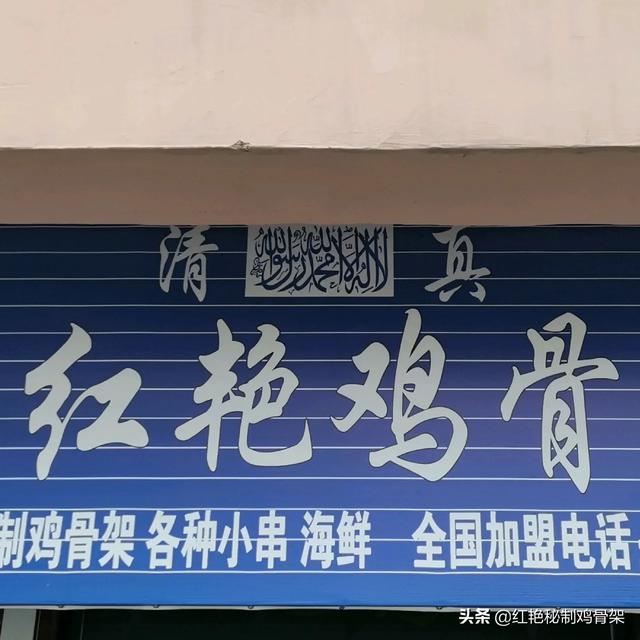 清 لا إله إلا الله محمد رسول الله 真
红艳鸡骨
制鸡骨架 各种小串 海鲜 全国加盟电话
头条 @红艳秘制鸡骨架